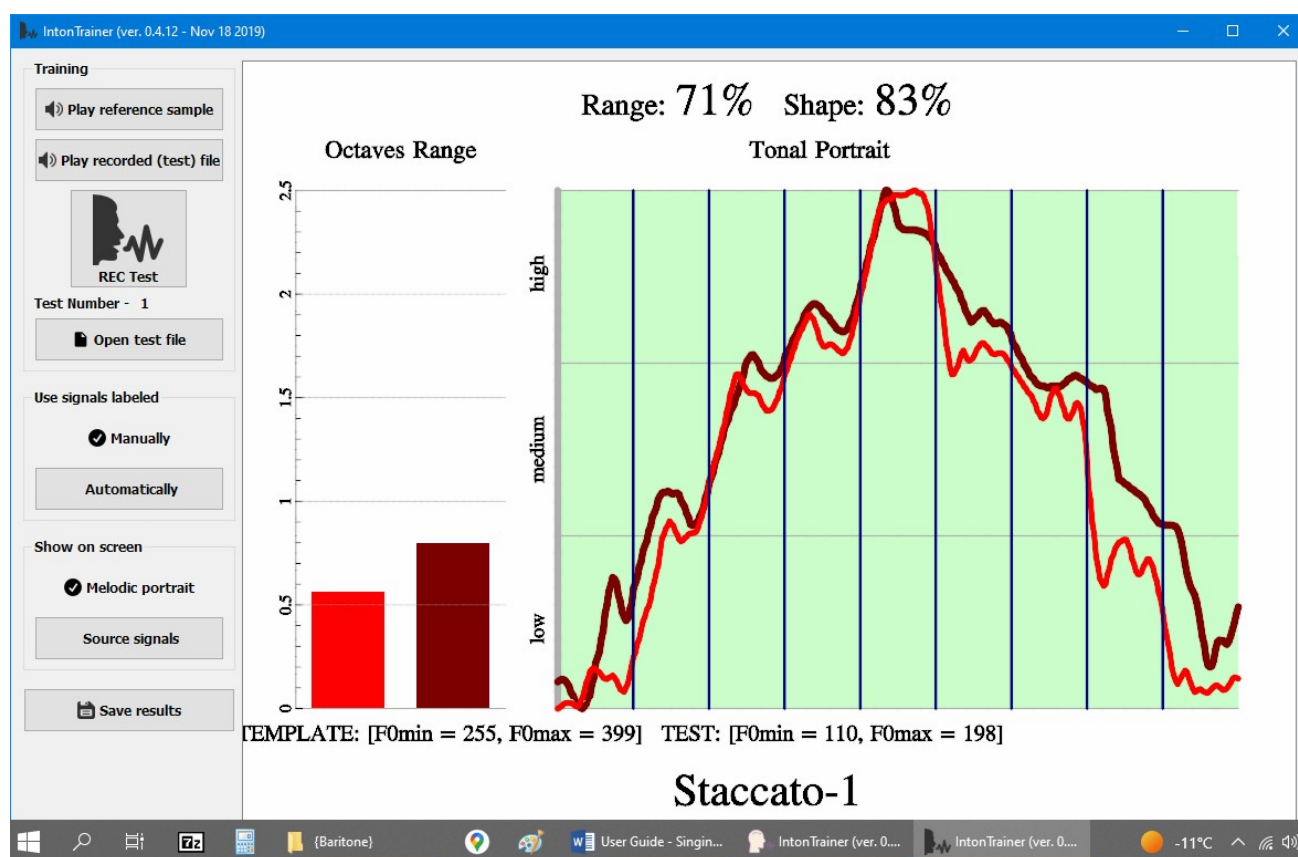 IntonTrainer (ver. 0.4.12 - Nov 18 2019)
Training
Play reference sample
Play recorded (test) file
REC Test
Test Number - 1
Open test file
Use signals labeled
Manually
Automatically
Show on screen
Melodic portrait
Source signals
Save results
Range: 71% Shape: 83%
Octaves Range
Tonal Portrait
2.5
2
1.5
1
0.5
0
high
medium
low
TEMPLATE: [F0min = 255, F0max = 399] TEST: [F0min = 110, F0max = 198]
Staccato-1
7z
{Baritone}
User Guide - Singin...
IntonTrainer (ver. 0....
IntonTrainer (ver. 0....
-11°C